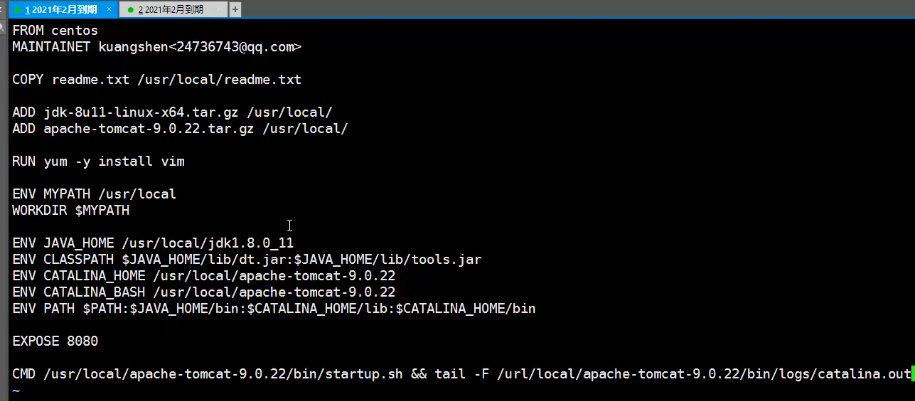 1 2021年2月到期 × 2 2021年2月到期 × +
FROM centos
MAINTAINET kuangshen<24736743@qq.com>
COPY readme.txt /usr/local/readme.txt
ADD jdk-8u11-linux-x64.tar.gz /usr/local/
ADD apache-tomcat-9.0.22.tar.gz /usr/local/
RUN yum -y install vim
ENV MYPATH /usr/local
WORKDIR $MYPATH
ENV JAVA_HOME /usr/local/jdk1.8.0_11
ENV CLASSPATH $JAVA_HOME/lib/dt.jar:$JAVA_HOME/lib/tools.jar
ENV CATALINA_HOME /usr/local/apache-tomcat-9.0.22
ENV CATALINA_BASH /usr/local/apache-tomcat-9.0.22
ENV PATH $PATH:$JAVA_HOME/bin:$CATALINA_HOME/lib:$CATALINA_HOME/bin
EXPOSE 8080
CMD /usr/local/apache-tomcat-9.0.22/bin/startup.sh && tail -F /url/local/apache-tomcat-9.0.22/bin/logs/catalina.out
~